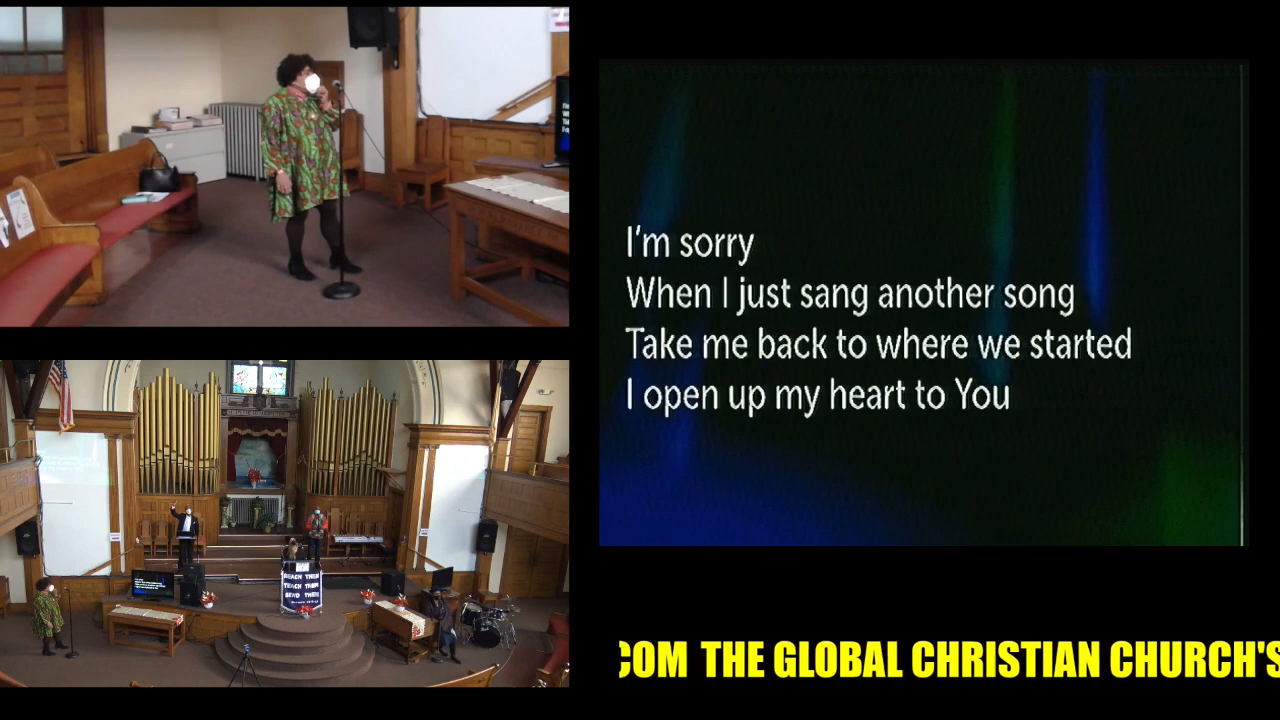 I'm sorry
When I just sang another song
Take me back to where we started
I open up my heart to You
REACH THEM
TEACH THEM
SEND THEM
COM THE GLOBAL CHRISTIAN CHURCH'S